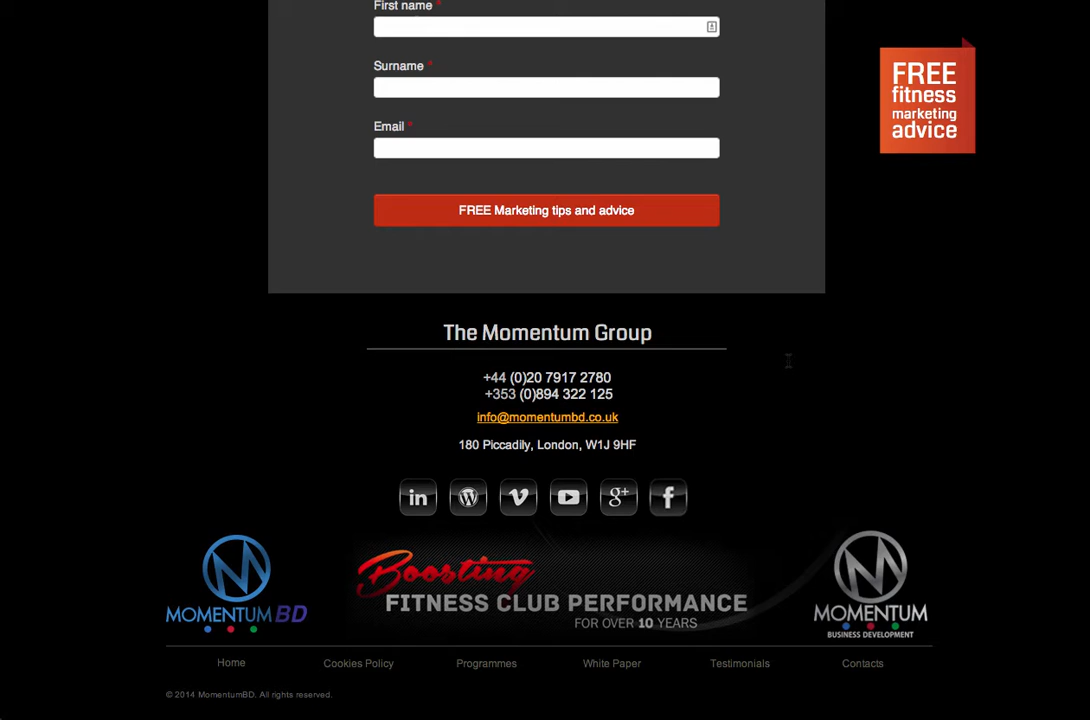 First name *
Surname *
Email *
FREE Marketing tips and advice
FREE
fitness
marketing
advice
The Momentum Group
+44 (0)20 7917 2780
+353 (0)894 322 125
info@momentumbd.co.uk
180 Piccadily, London, W1J 9HF
in
g+
f
MOMENTUM BD
Boosting
FITNESS CLUB PERFORMANCE
FOR OVER 10 YEARS
MOMENTUM
BUSINESS DEVELOPMENT
Home
Cookies Policy
Programmes
White Paper
Testimonials
Contacts
© 2014 MomentumBD. All rights reserved.